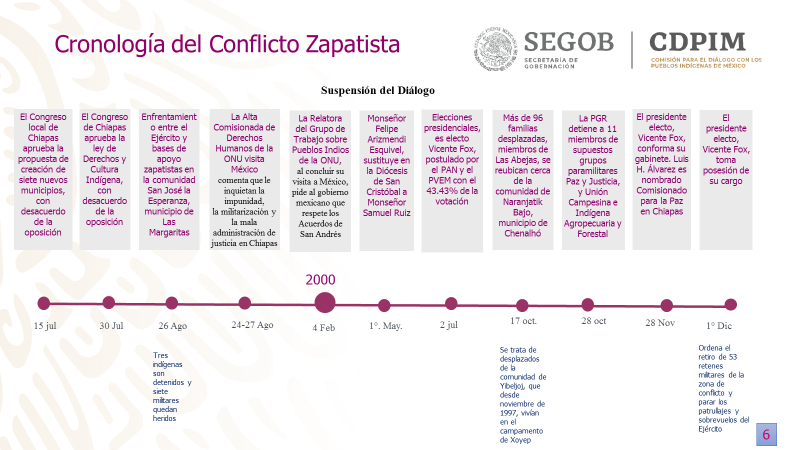 Cronología del Conflicto Zapatista
SEGOB
SECRETARÍA DE
GOBERNACIÓN
CDPIM
COMISIÓN PARA EL DIÁLOGO CON LOS
PUEBLOS INDÍGENAS DE MÉXICO
Suspensión del Diálogo
El Congreso
local de
Chiapas
aprueba la
propuesta de
creación de
siete nuevos
municipios,
con
desacuerdo
de la
oposición
El Congreso
de Chiapas
aprueba la
ley de
Derechos y
Cultura
Indígena,
con
desacuerdo
de la
oposición
Enfrentamient
o entre el
Ejército y
bases de
apoyo
zapatistas en
la comunidad
San José la
Esperanza,
municipio de
Las
Margaritas
La Alta
Comisionada de
Derechos
Humanos de la
ONU visita
México
comenta que le
inquietan la
impunidad,
la militarización y
la mala
administración de
justicia en Chiapas
La Relatora
del Grupo de
Trabajo sobre
Pueblos Indios
de la ONU,
al concluir su
visita a México,
pide al gobierno
mexicano que
respete los
Acuerdos de
San Andrés
Monseñor
Felipe
Arizmendi
Esquivel,
sustituye en
la Diócesis
de San
Cristóbal a
Monseñor
Samuel Ruiz
Elecciones
presidenciales,
es electo
Vicente Fox,
postulado por
el PAN y el
PVEM con el
43.43% de la
votación
Más de 96
familias
desplazadas,
miembros de
Las Abejas, se
reubican cerca
de la
comunidad de
Naranjatik
Bajo,
municipio de
Chenalhó
La PGR
detiene a 11
miembros de
supuestos
grupos
paramilitares
Paz y Justicia,
y Unión
Campesina e
Indígena
Agropecuaria y
Forestal
El presidente
electo,
Vicente Fox,
conforma su
gabinete. Luis
H. Álvarez es
nombrado
Comisionado
para la Paz
en Chiapas
El
presidente
electo,
Vicente Fox,
toma
posesión de
su cargo
2000
15 jul
30 Jul
26 Ago
24-27 Ago
4 Feb
1°. May.
2 jul
17 oct.
28 oct
28 Nov
1° Dic
Tres
indígenas
son
detenidos y
siete
militares
quedan
heridos
Se trata de
desplazados
de la
comunidad de
Yibeljoj, que
desde
noviembre de
1997, vivían
en el
campamento
de Xoyep
Ordena el
retiro de 53
retenes
militares de la
zona de
conflicto y
parar los
patrullajes y
sobrevuelos del
Ejército
6